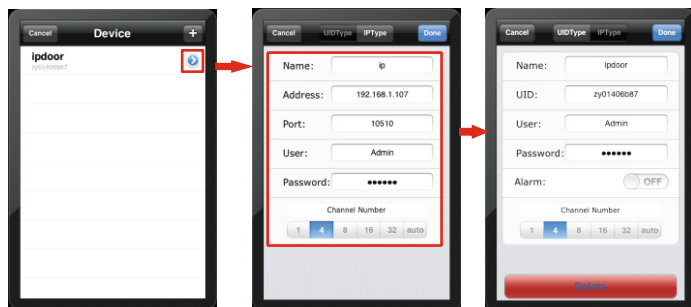 Cancel Device +
ipdoor
zy01406b87
Cancel UIDType IPType Done
Name: ip
Address: 192.168.1.107
Port: 10510
User: Admin
Password: ••••••
Channel Number
1 4 8 16 32 auto
Cancel UIDType IPType Done
Name: ipdoor
UID: zy01406b87
User: Admin
Password: ••••••
Alarm: OFF
Channel Number
1 4 8 16 32 auto
Delete